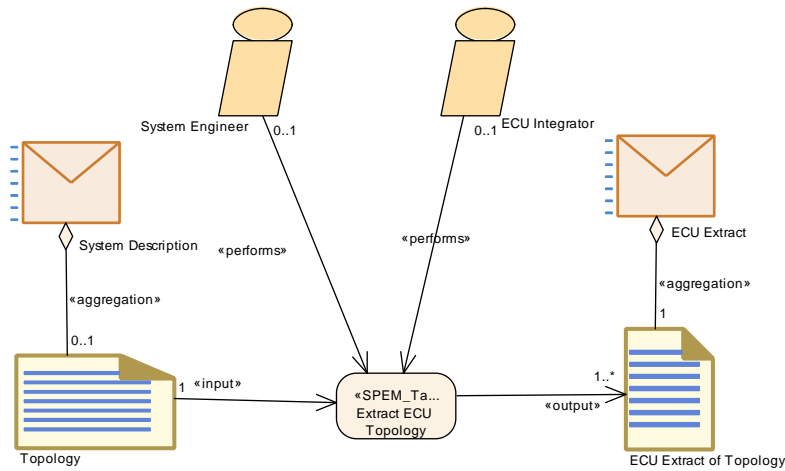 System Engineer
0..1
ECU Integrator
0..1
System Description
ECU Extract
«performs»
«performs»
«aggregation»
«aggregation»
0..1
1
1
«input»
«SPEM_Ta...
Extract ECU
Topology
1..*
«output»
Topology
ECU Extract of Topology